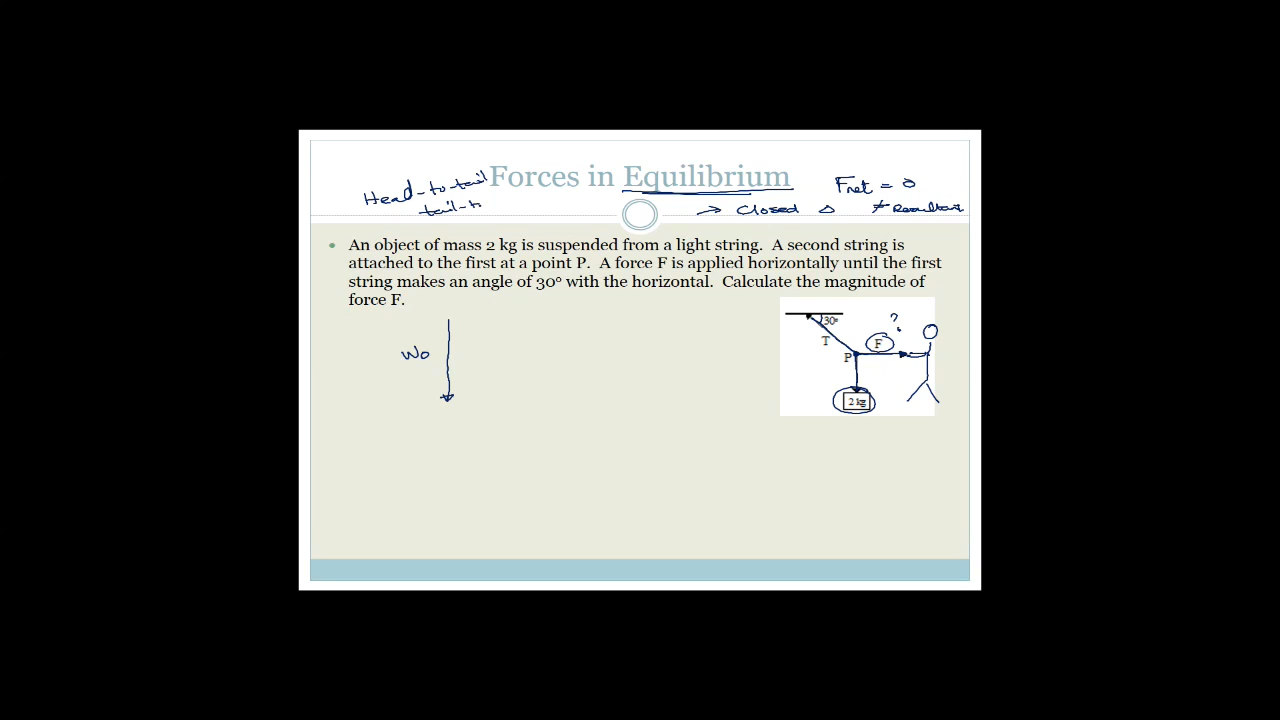 Forces in Equilibrium
Head-to-tail
tail-t
Fnet = 0
→ Closed △ ≠ Resultant
• An object of mass 2 kg is suspended from a light string. A second string is
attached to the first at a point P. A force F is applied horizontally until the first
string makes an angle of 30° with the horizontal. Calculate the magnitude of
force F.
30°
?
T
F
P
2 kg
Wo